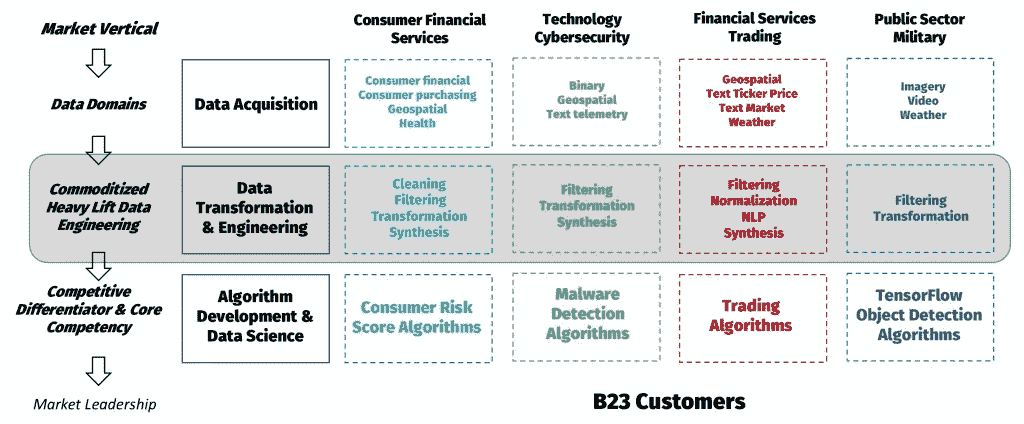 Market Vertical
Consumer Financial
Services
Technology
Cybersecurity
Financial Services
Trading
Public Sector
Military
Data Domains
Data Acquisition
Consumer financial
Consumer purchasing
Geospatial
Health
Binary
Geospatial
Text telemetry
Geospatial
Text Ticker Price
Text Market
Weather
Imagery
Video
Weather
Commoditized
Heavy Lift Data
Engineering
Data
Transformation
& Engineering
Cleaning
Filtering
Transformation
Synthesis
Filtering
Transformation
Synthesis
Filtering
Normalization
NLP
Synthesis
Filtering
Transformation
Competitive
Differentiator & Core
Competency
Algorithm
Development &
Data Science
Consumer Risk
Score Algorithms
Malware
Detection
Algorithms
Trading
Algorithms
TensorFlow
Object Detection
Algorithms
Market Leadership
B23 Customers